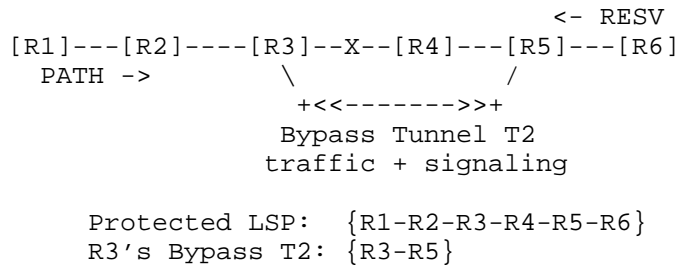 <- RESV
[R1]---[R2]----[R3]--X--[R4]---[R5]---[R6]
PATH -> \ /
+<<------->>+
Bypass Tunnel T2
traffic + signaling
Protected LSP: {R1-R2-R3-R4-R5-R6}
R3's Bypass T2: {R3-R5}